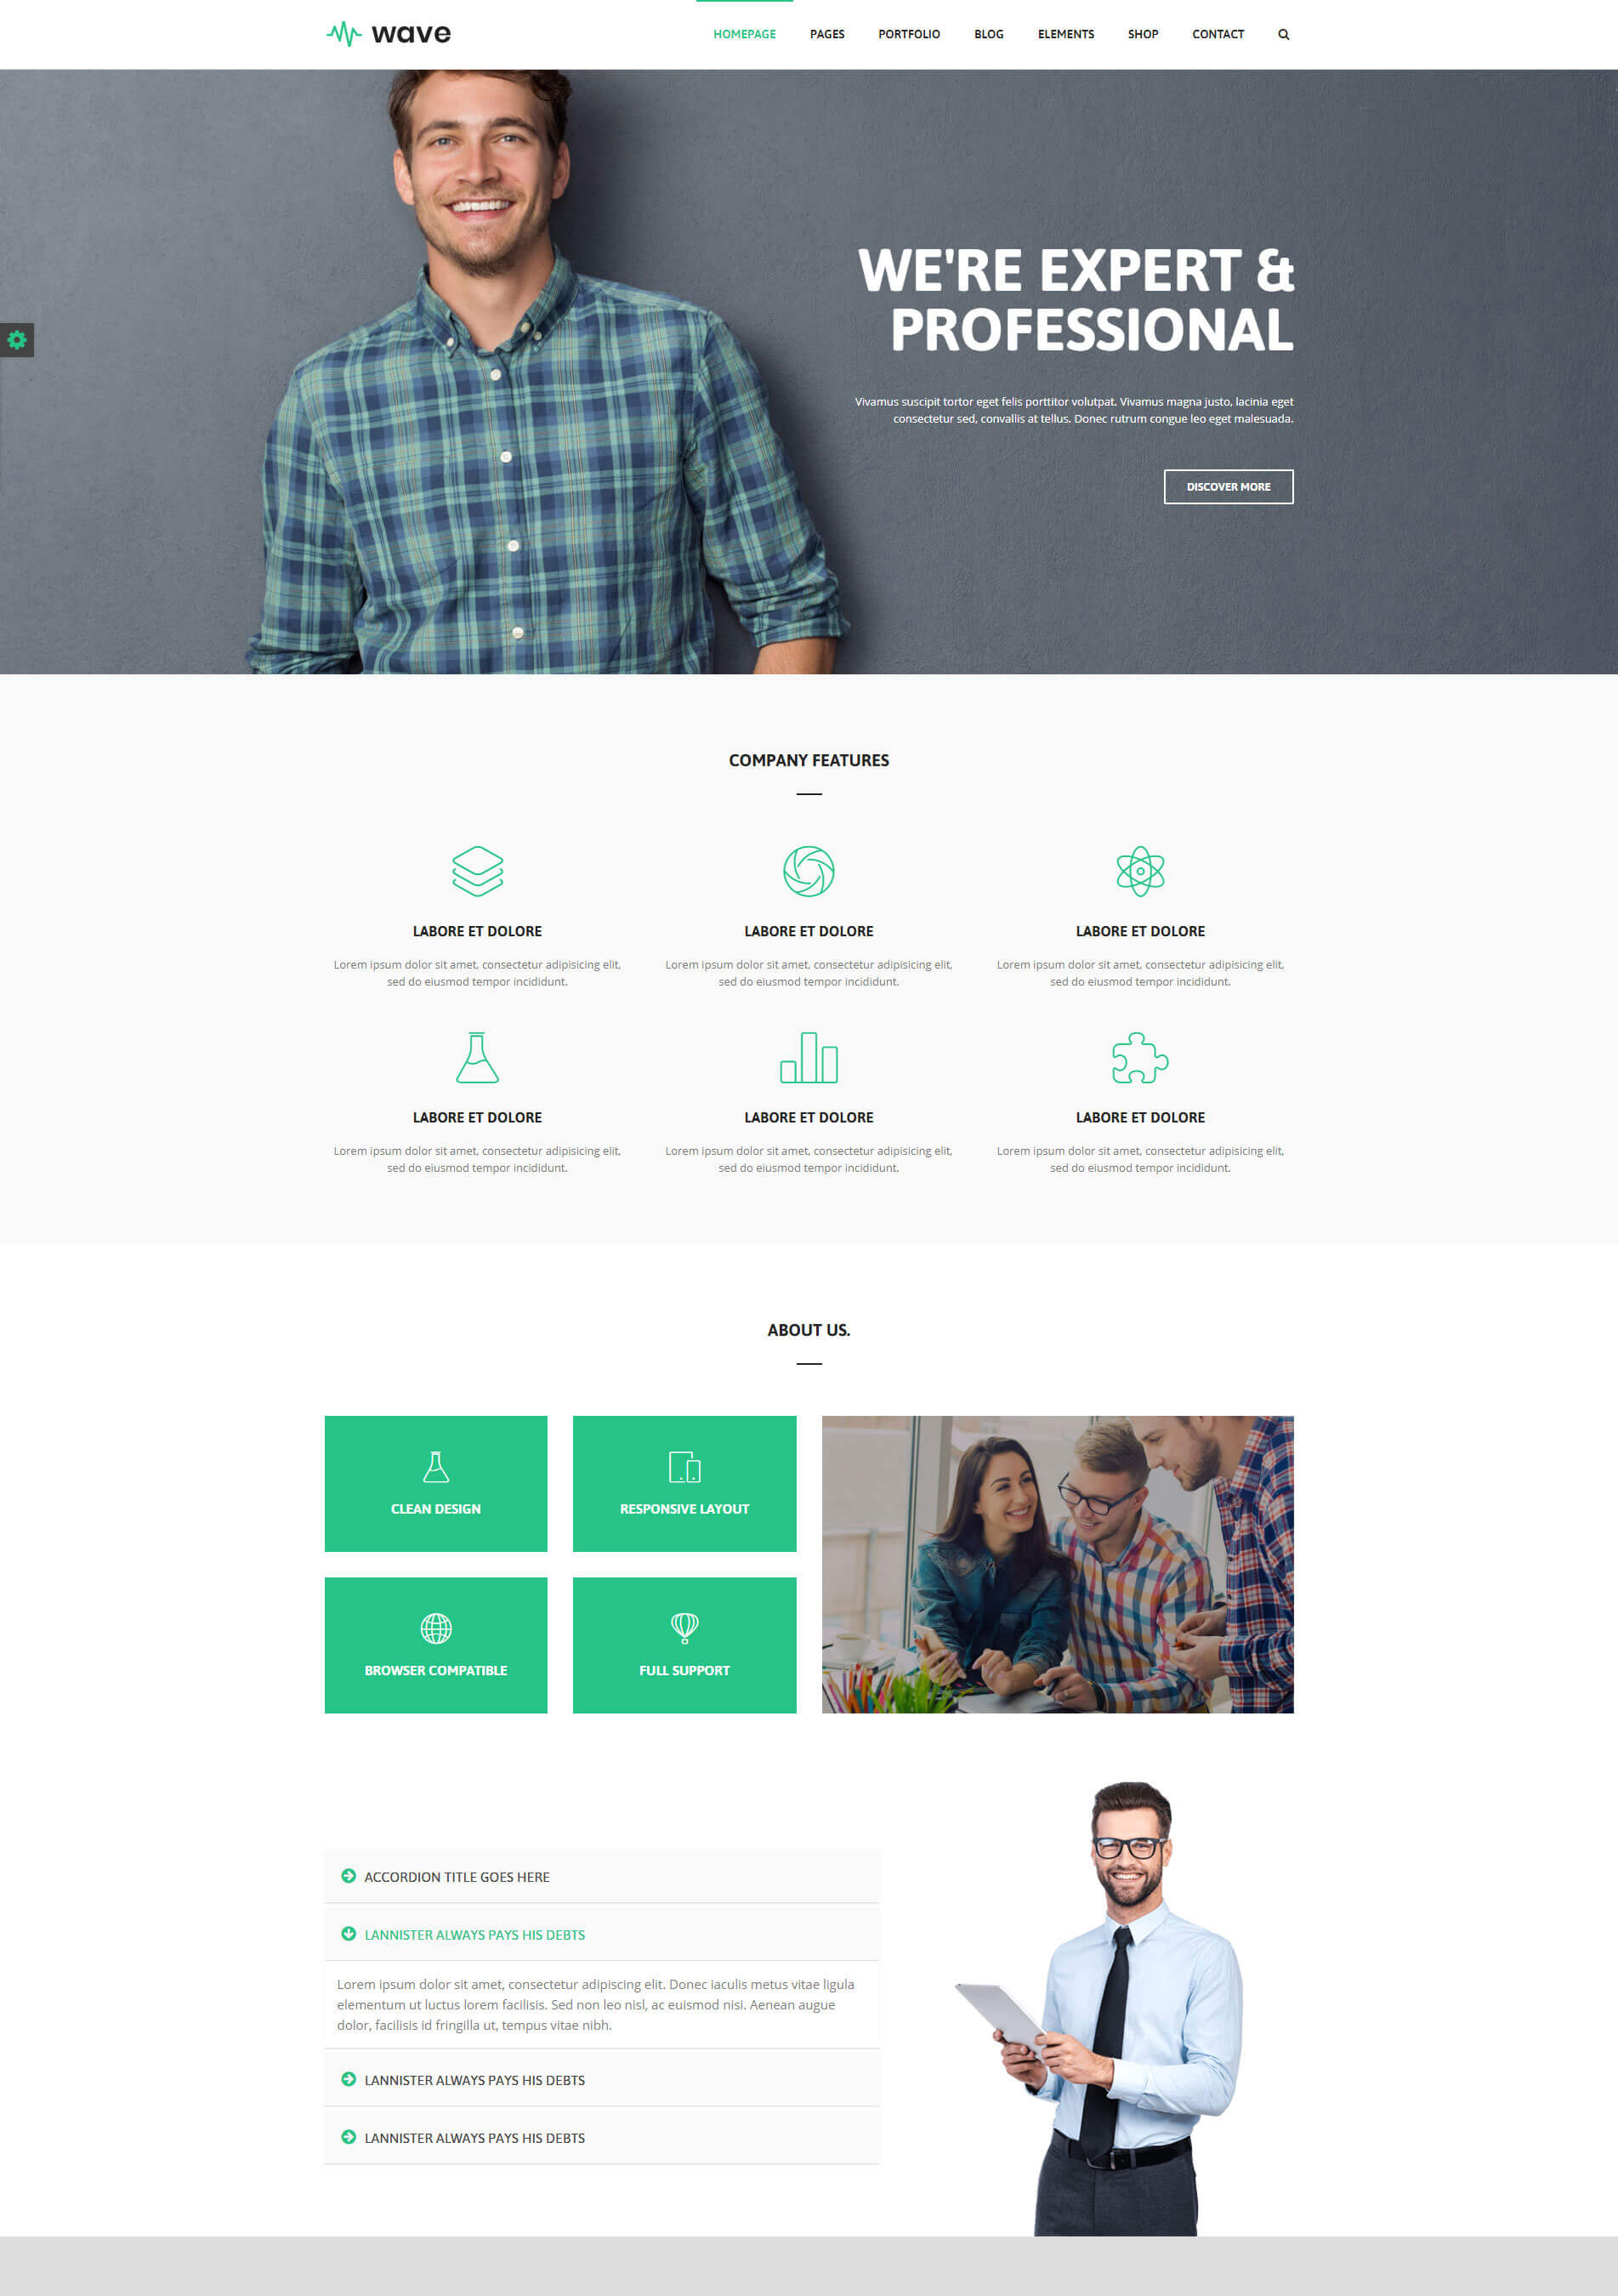 wave
HOMEPAGE PAGES PORTFOLIO BLOG ELEMENTS SHOP CONTACT
WE'RE EXPERT &
PROFESSIONAL
Vivamus suscipit tortor eget felis porttitor volutpat. Vivamus magna justo, lacinia eget
consectetur sed, convallis at tellus. Donec rutrum congue leo eget malesuada.
DISCOVER MORE
COMPANY FEATURES
LABORE ET DOLORE
Lorem ipsum dolor sit amet, consectetur adipisicing elit,
sed do eiusmod tempor incididunt.
LABORE ET DOLORE
Lorem ipsum dolor sit amet, consectetur adipisicing elit,
sed do eiusmod tempor incididunt.
LABORE ET DOLORE
Lorem ipsum dolor sit amet, consectetur adipisicing elit,
sed do eiusmod tempor incididunt.
LABORE ET DOLORE
Lorem ipsum dolor sit amet, consectetur adipisicing elit,
sed do eiusmod tempor incididunt.
LABORE ET DOLORE
Lorem ipsum dolor sit amet, consectetur adipisicing elit,
sed do eiusmod tempor incididunt.
LABORE ET DOLORE
Lorem ipsum dolor sit amet, consectetur adipisicing elit,
sed do eiusmod tempor incididunt.
ABOUT US.
CLEAN DESIGN
RESPONSIVE LAYOUT
BROWSER COMPATIBLE
FULL SUPPORT
ACCORDION TITLE GOES HERE
LANNISTER ALWAYS PAYS HIS DEBTS
Lorem ipsum dolor sit amet, consectetur adipiscing elit. Donec iaculis metus vitae ligula
elementum ut luctus lorem facilisis. Sed non leo nisl, ac euismod nisi. Aenean augue
dolor, facilisis id fringilla ut, tempus vitae nibh.
LANNISTER ALWAYS PAYS HIS DEBTS
LANNISTER ALWAYS PAYS HIS DEBTS